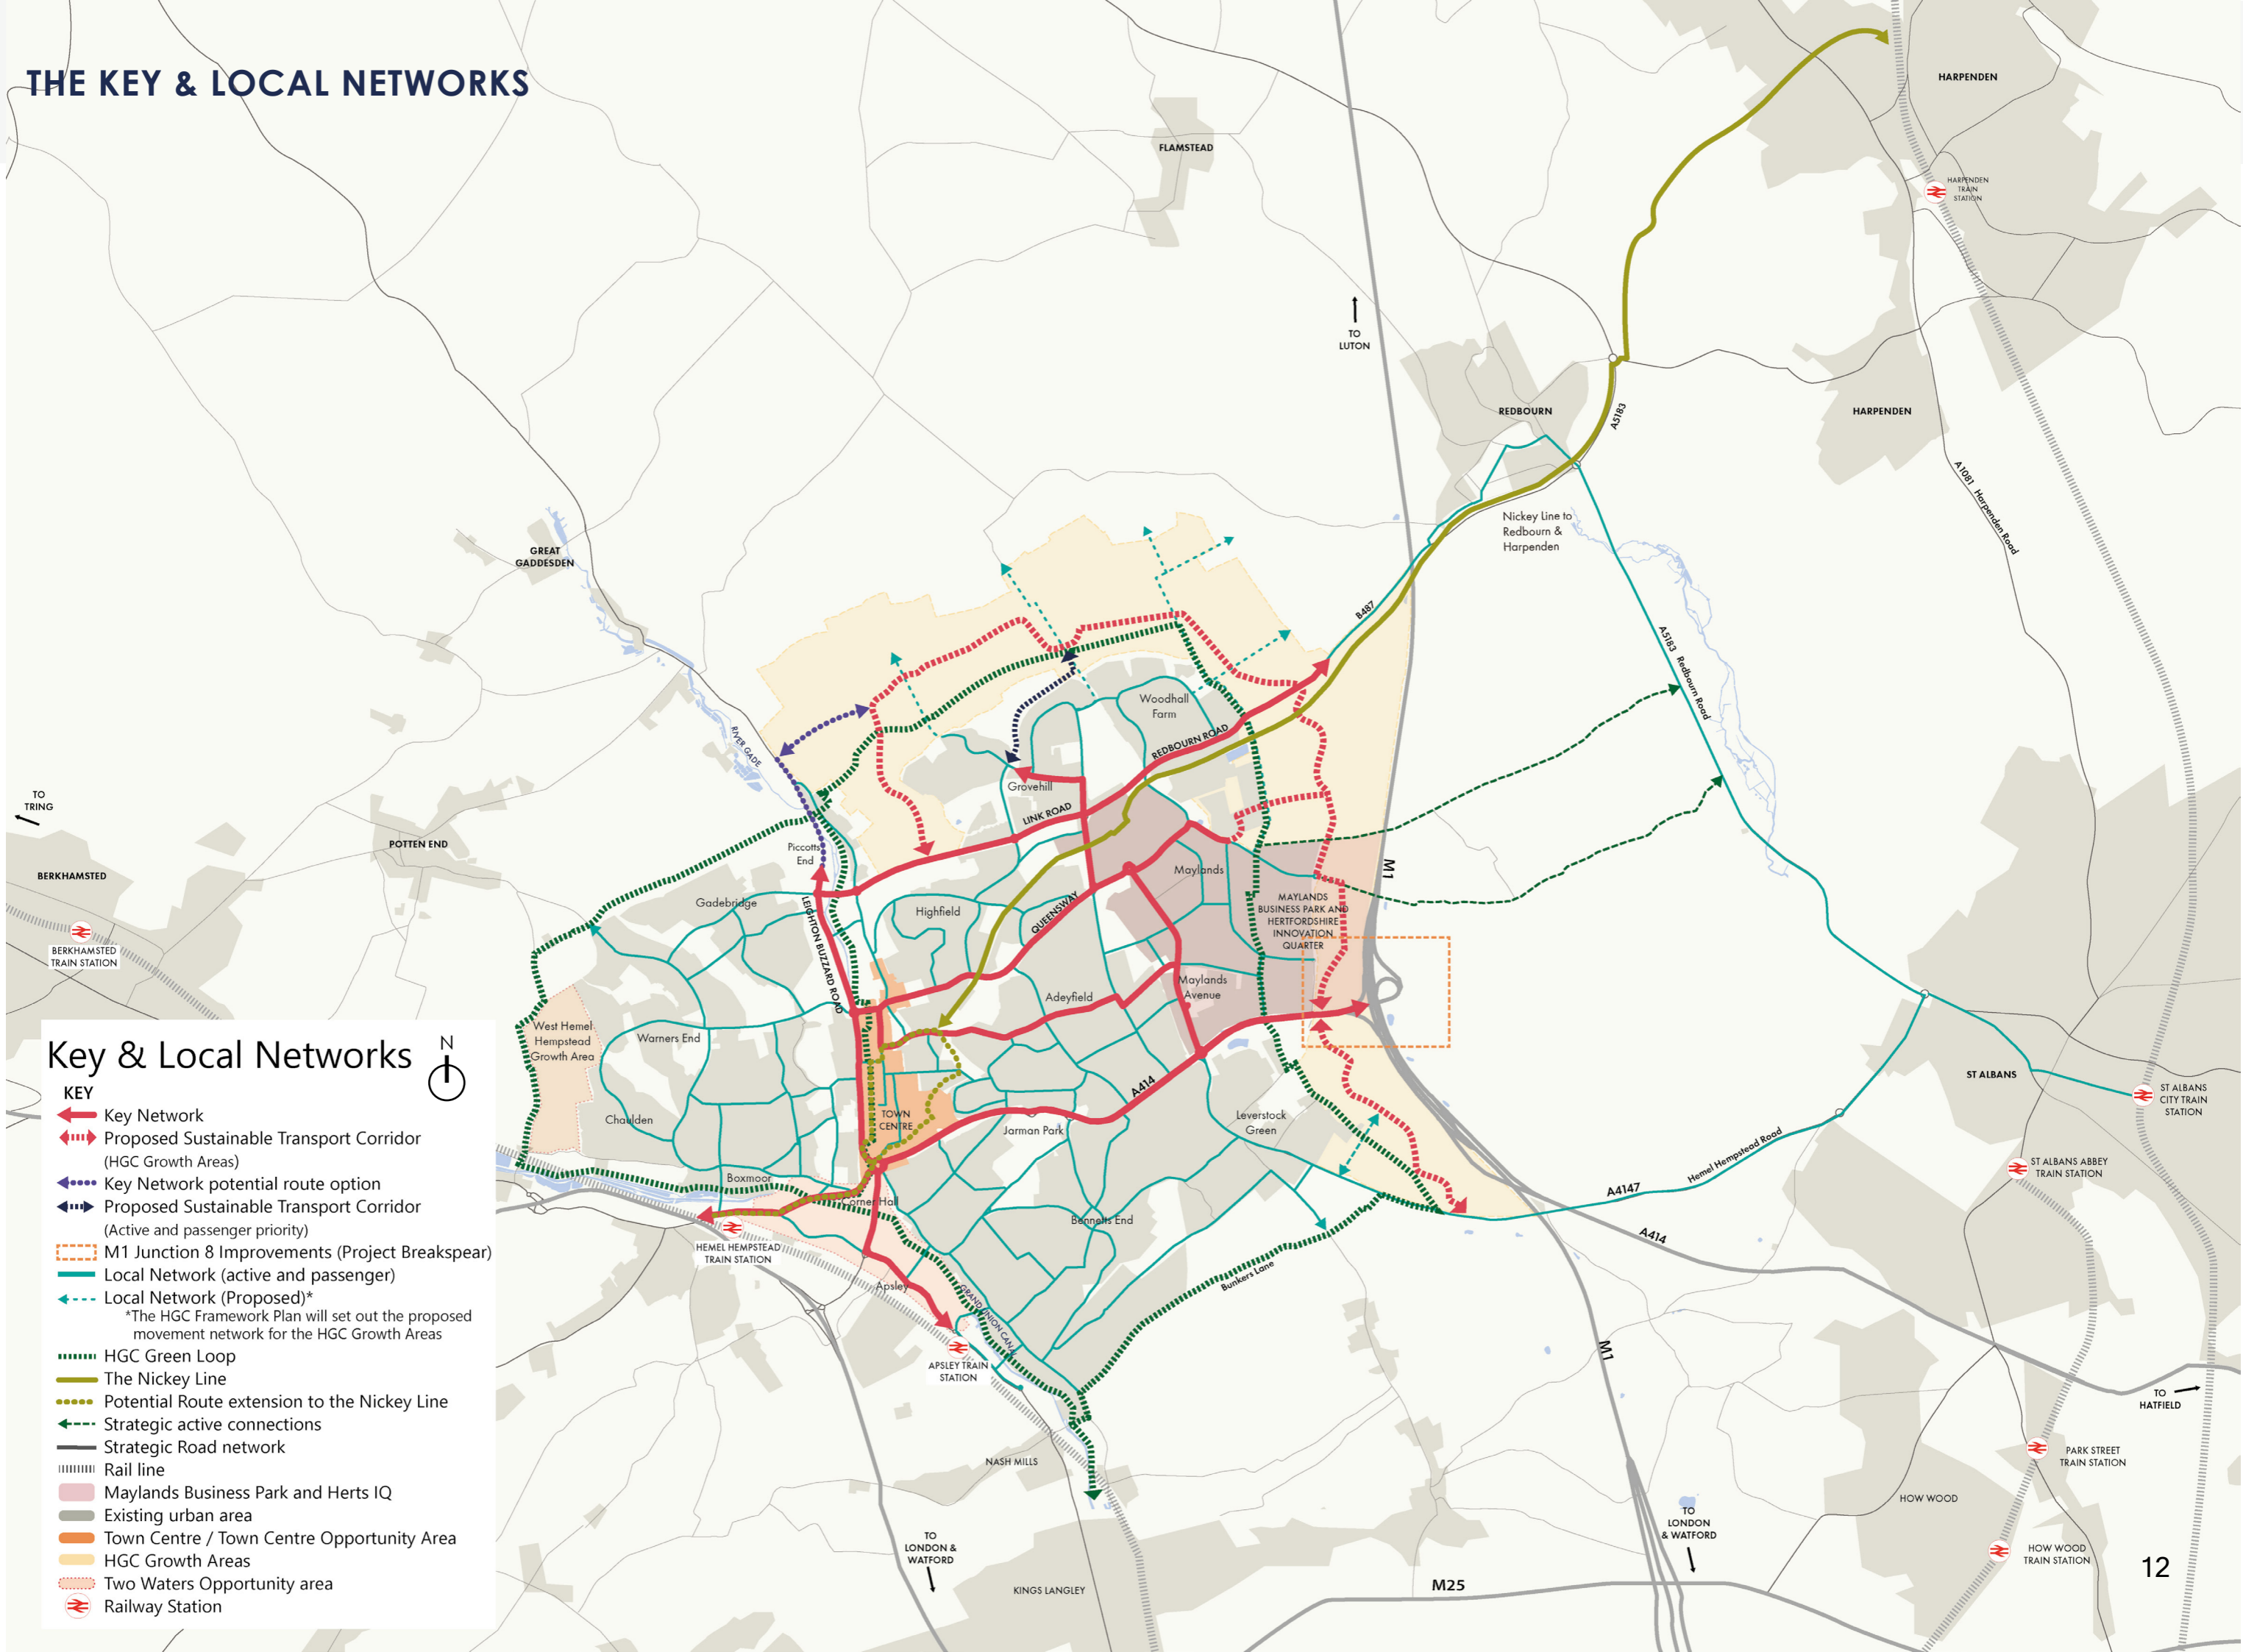 THE KEY & LOCAL NETWORKS
HARPENDEN
FLAMSTEAD
HARPENDEN
TRAIN
STATION
TO
LUTON
REDBOURN
A5183
HARPENDEN
A1081 Harpenden Road
Nickey Line to
Redbourn &
Harpenden
GREAT
GADDESDEN
B487
A5183 Redbourn Road
RIVER GADE
Woodhall
Farm
REDBOURN ROAD
Grovehill
LINK ROAD
TO
TRING
POTTEN END
Piccotts
End
BERKHAMSTED
Maylands
M1
Gadebridge
LEIGHTON BUZZARD ROAD
Highfield
QUEENSWAY
MAYLANDS
BUSINESS PARK AND
HERTFORDSHIRE
INNOVATION
QUARTER
BERKHAMSTED
TRAIN STATION
Adeyfield
Maylands
Avenue
West Hemel
Hempstead
Growth Area
Warners End
A414
ST ALBANS
ST ALBANS
CITY TRAIN
STATION
Chaulden
TOWN
CENTRE
Jarman Park
Leverstock
Green
Hemel Hempstead Road
ST ALBANS ABBEY
TRAIN STATION
Boxmoor
Corner Hall
Bennetts End
A4147
A414
HEMEL HEMPSTEAD
TRAIN STATION
Apsley
Bunkers Lane
GRAND UNION CANAL
M1
APSLEY TRAIN
STATION
TO
HATFIELD
NASH MILLS
PARK STREET
TRAIN STATION
HOW WOOD
TO
LONDON
& WATFORD
TO
LONDON &
WATFORD
HOW WOOD
TRAIN STATION
KINGS LANGLEY
M25
12
Key & Local Networks
N
KEY
Key Network
Proposed Sustainable Transport Corridor
(HGC Growth Areas)
Key Network potential route option
Proposed Sustainable Transport Corridor
(Active and passenger priority)
M1 Junction 8 Improvements (Project Breakspear)
Local Network (active and passenger)
Local Network (Proposed)*
*The HGC Framework Plan will set out the proposed
movement network for the HGC Growth Areas
HGC Green Loop
The Nickey Line
Potential Route extension to the Nickey Line
Strategic active connections
Strategic Road network
Rail line
Maylands Business Park and Herts IQ
Existing urban area
Town Centre / Town Centre Opportunity Area
HGC Growth Areas
Two Waters Opportunity area
Railway Station